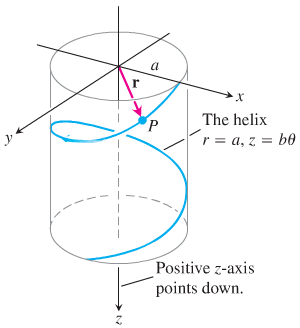 a
r
x
P
y
The helix
r = a, z = bθ
Positive z-axis
points down.
z